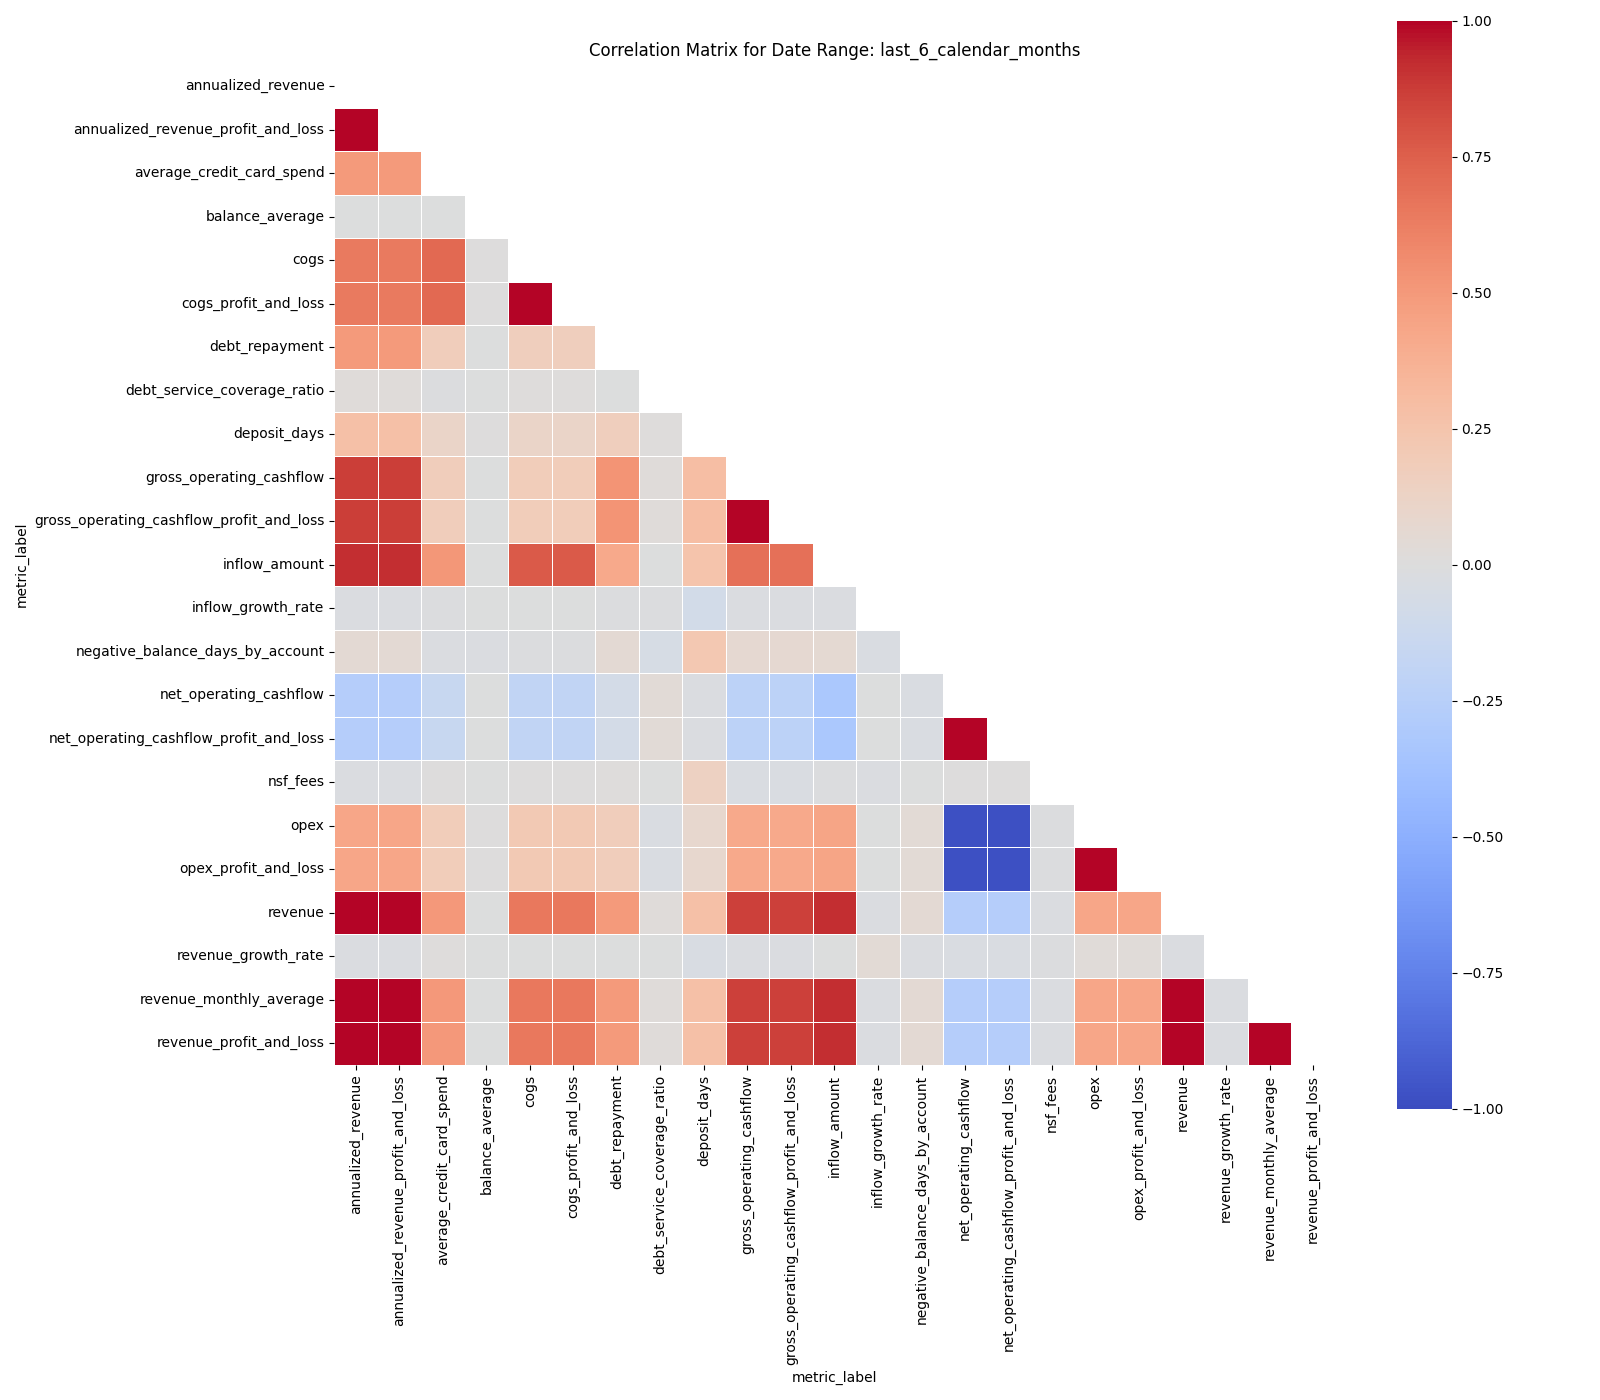 Correlation Matrix for Date Range: last_6_calendar_months
metric_label
annualized_revenue
annualized_revenue_profit_and_loss
average_credit_card_spend
balance_average
cogs
cogs_profit_and_loss
debt_repayment
debt_service_coverage_ratio
deposit_days
gross_operating_cashflow
gross_operating_cashflow_profit_and_loss
inflow_amount
inflow_growth_rate
negative_balance_days_by_account
net_operating_cashflow
net_operating_cashflow_profit_and_loss
nsf_fees
opex
opex_profit_and_loss
revenue
revenue_growth_rate
revenue_monthly_average
revenue_profit_and_loss
annualized_revenue
annualized_revenue_profit_and_loss
average_credit_card_spend
balance_average
cogs
cogs_profit_and_loss
debt_repayment
debt_service_coverage_ratio
deposit_days
gross_operating_cashflow
gross_operating_cashflow_profit_and_loss
inflow_amount
inflow_growth_rate
negative_balance_days_by_account
net_operating_cashflow
net_operating_cashflow_profit_and_loss
nsf_fees
opex
opex_profit_and_loss
revenue
revenue_growth_rate
revenue_monthly_average
revenue_profit_and_loss
metric_label
1.00
0.75
0.50
0.25
0.00
−0.25
−0.50
−0.75
−1.00